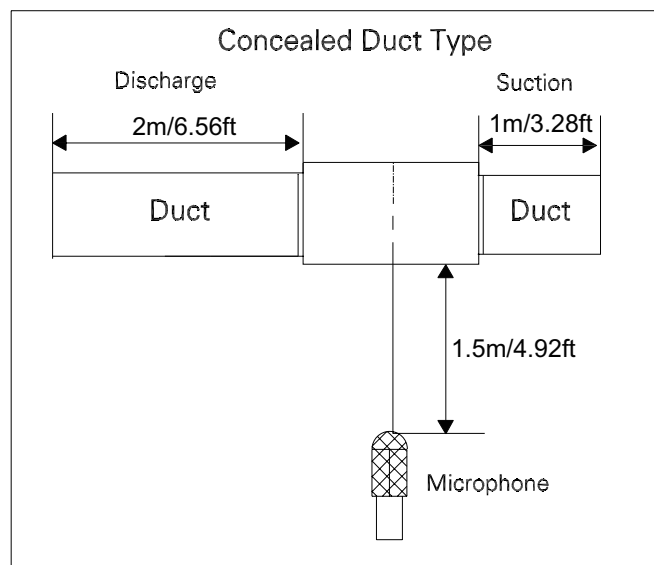 Concealed Duct Type
Discharge
Suction
2m/6.56ft
1m/3.28ft
Duct
Duct
1.5m/4.92ft
Microphone